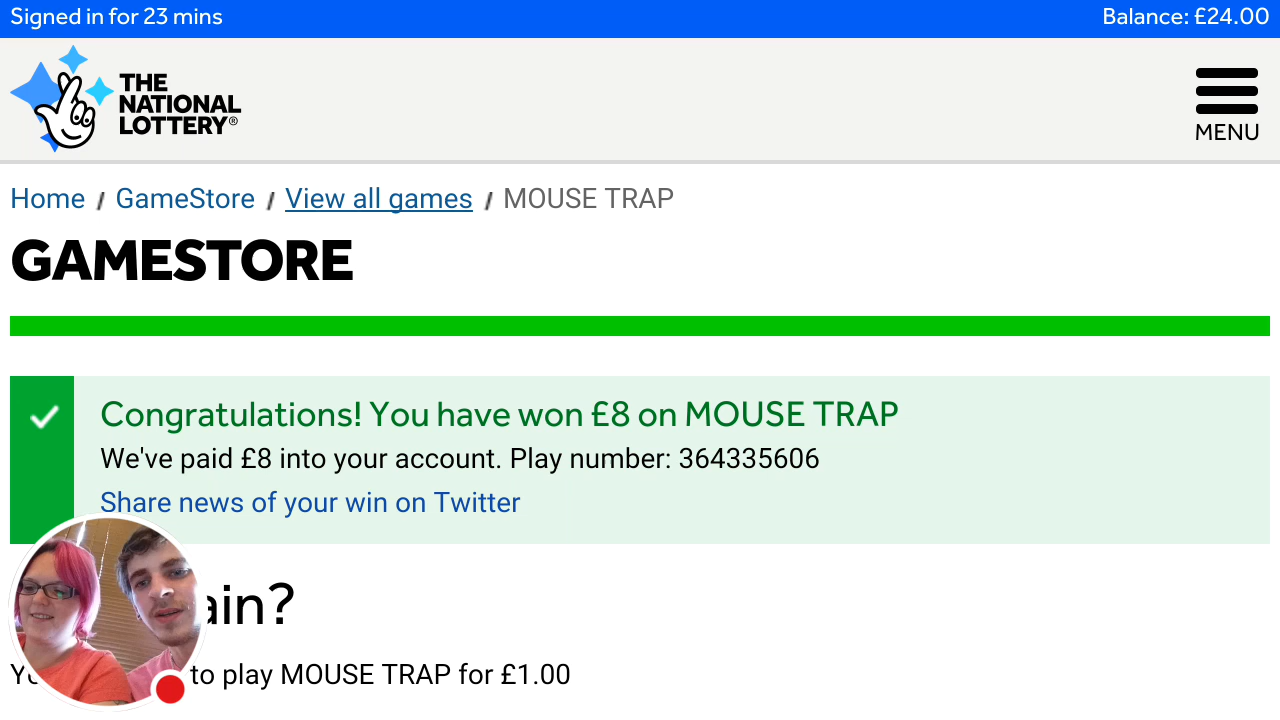 Signed in for 23 mins Balance: £24.00
THE
NATIONAL
LOTTERY®
MENU
Home / GameStore / View all games / MOUSE TRAP
GAMESTORE
Congratulations! You have won £8 on MOUSE TRAP
We've paid £8 into your account. Play number: 364335606
Share news of your win on Twitter
to play MOUSE TRAP for £1.00